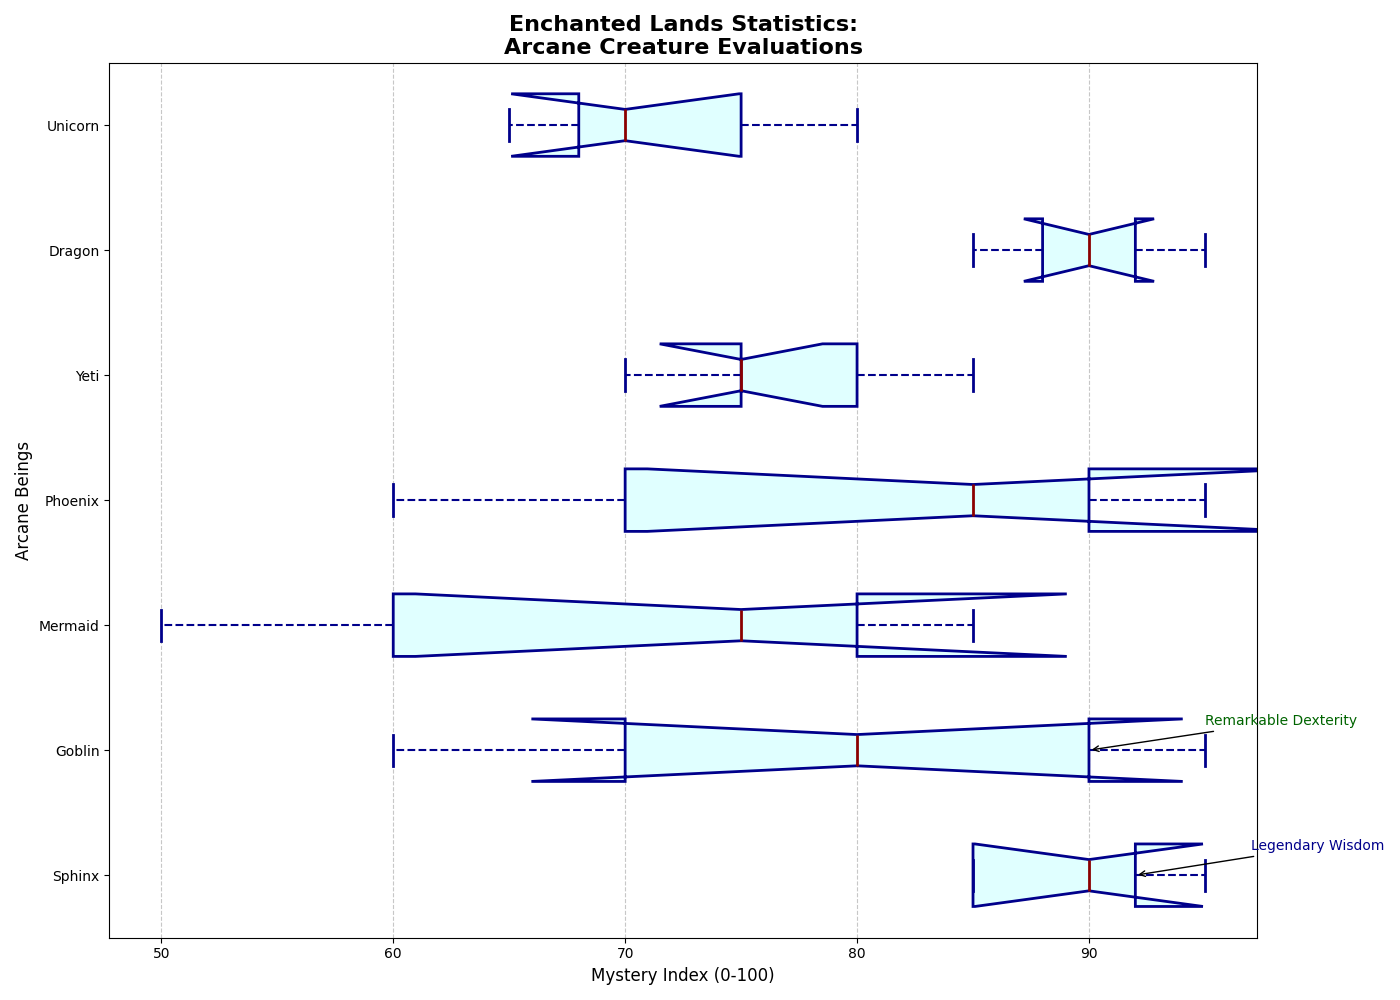 Enchanted Lands Statistics:
Arcane Creature Evaluations
Unicorn
Dragon
Yeti
Phoenix
Mermaid
Goblin
Sphinx
Arcane Beings
Remarkable Dexterity
Legendary Wisdom
50 60 70 80 90
Mystery Index (0-100)